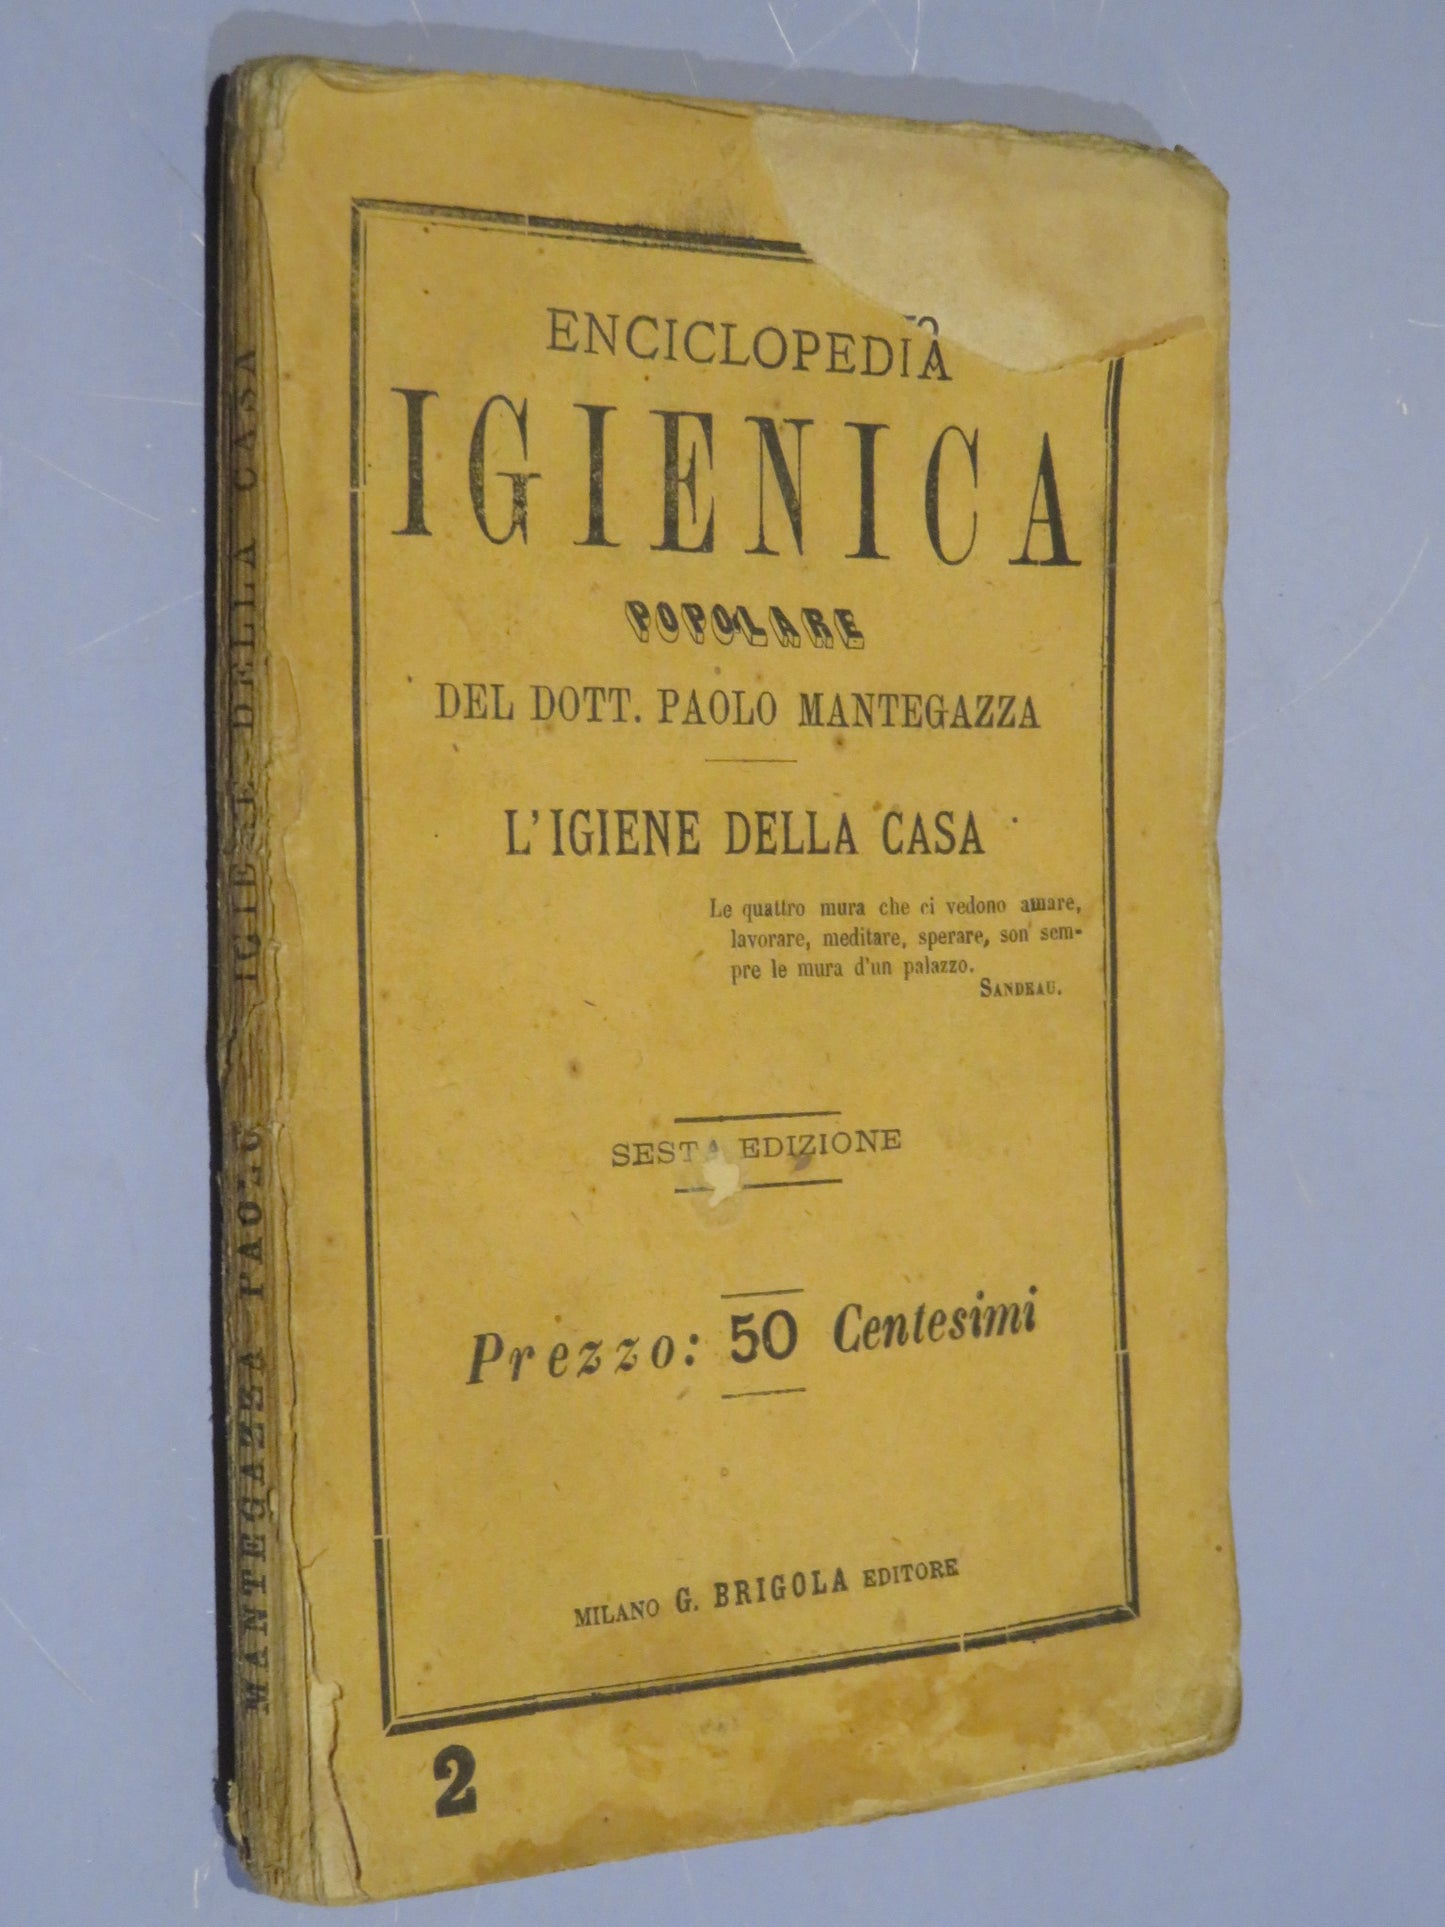 ENCICLOPEDIA
IGIENICA
POPOLARE
DEL DOTT. PAOLO MANTEGAZZA
L'IGIENE DELLA CASA
Le quattro mura che ci vedono amare,
lavorare, meditare, sperare, son sem-
pre le mura d'un palazzo.
SANDEAU.
SESTA EDIZIONE
Prezzo: 50 Centesimi
MILANO G. BRIGOLA EDITORE
2
MANTEGAZZA PAOLO IGIENE DELLA CASA